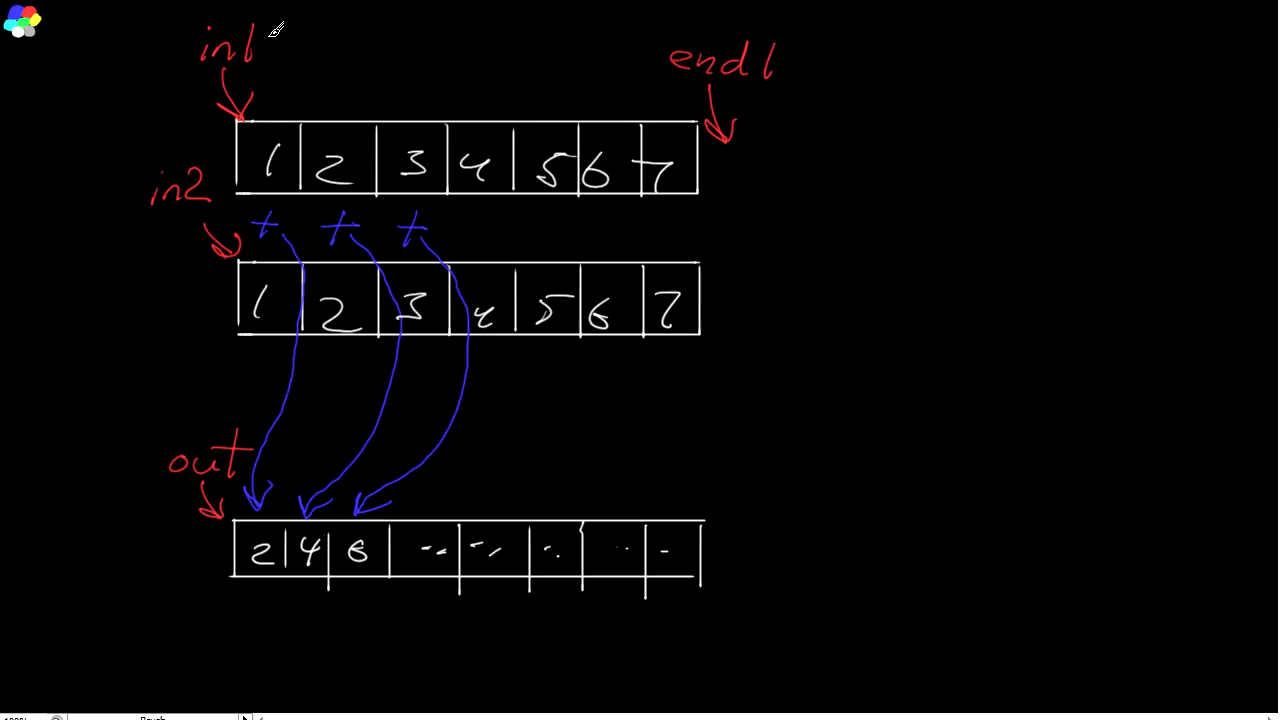 in1
end1
1 2 3 4 5 6 7
in2
+ + +
1 2 3 4 5 6 7
out
2 4 6